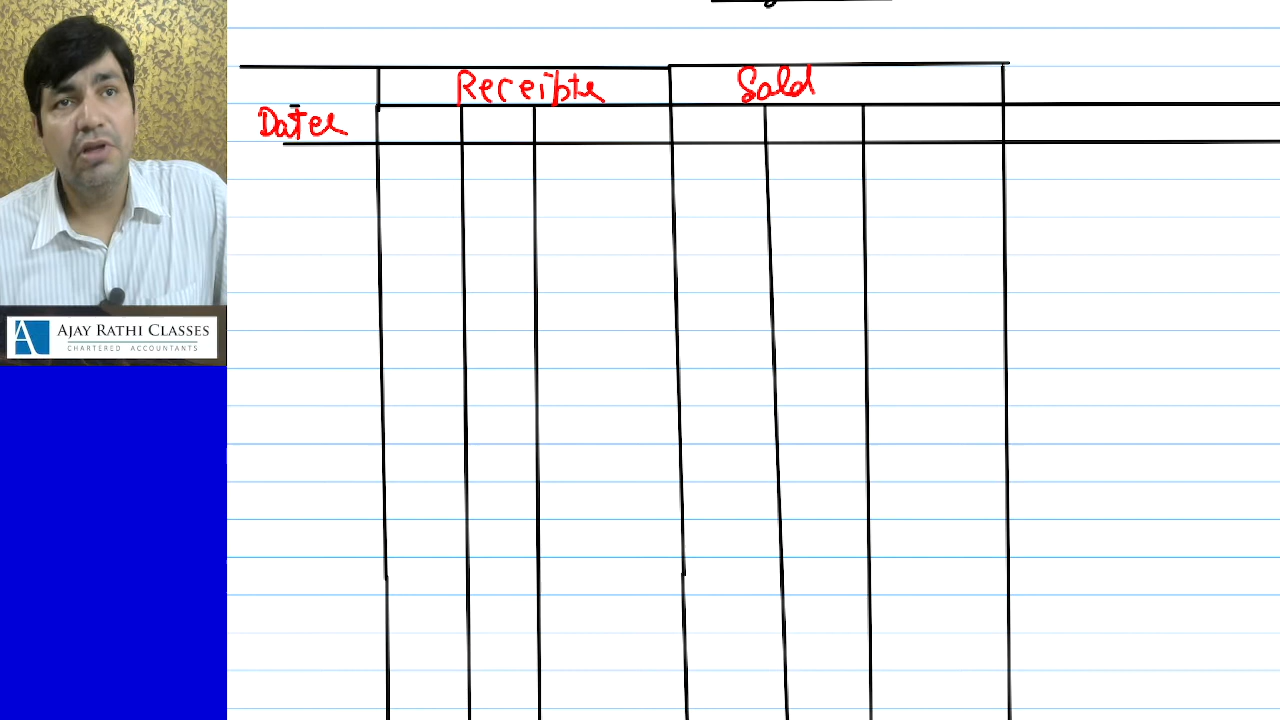 Receipts Sold
Dates
AJAY RATHI CLASSES
CHARTERED ACCOUNTANTS